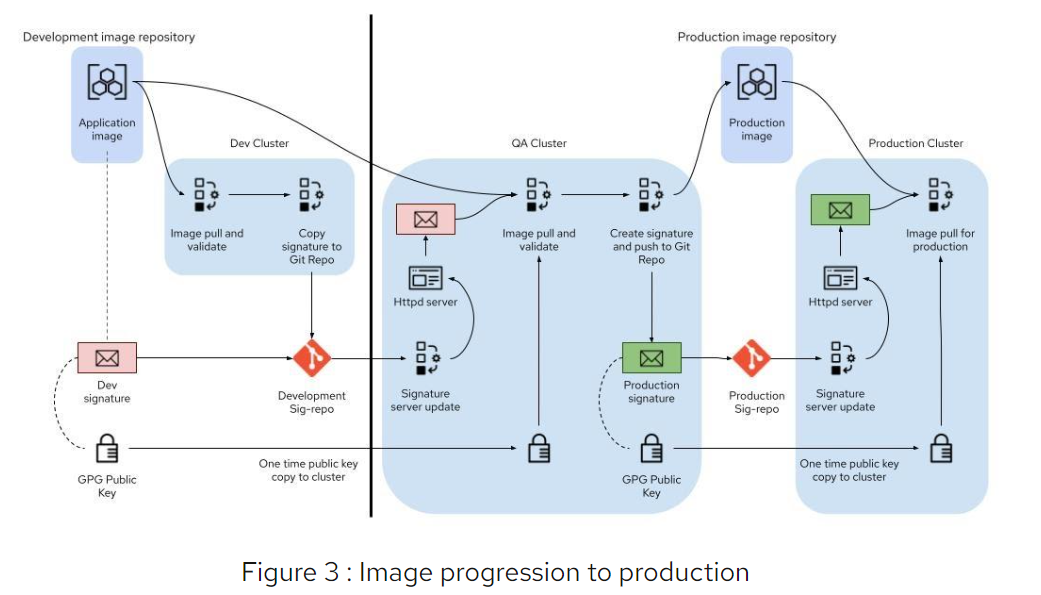 Development image repository
Application
image
Dev Cluster
Image pull and
validate
Copy
signature to
Git Repo
Dev
signature
Development
Sig-repo
GPG Public
Key
One time public key
copy to cluster
QA Cluster
Httpd server
Signature
server update
Image pull and
validate
Create signature
and push to Git
Repo
Production
signature
GPG Public
Key
Production image repository
Production
image
Production
Sig-repo
One time public key
copy to cluster
Production Cluster
Httpd server
Signature
server update
Image pull for
production
Figure 3 : Image progression to production